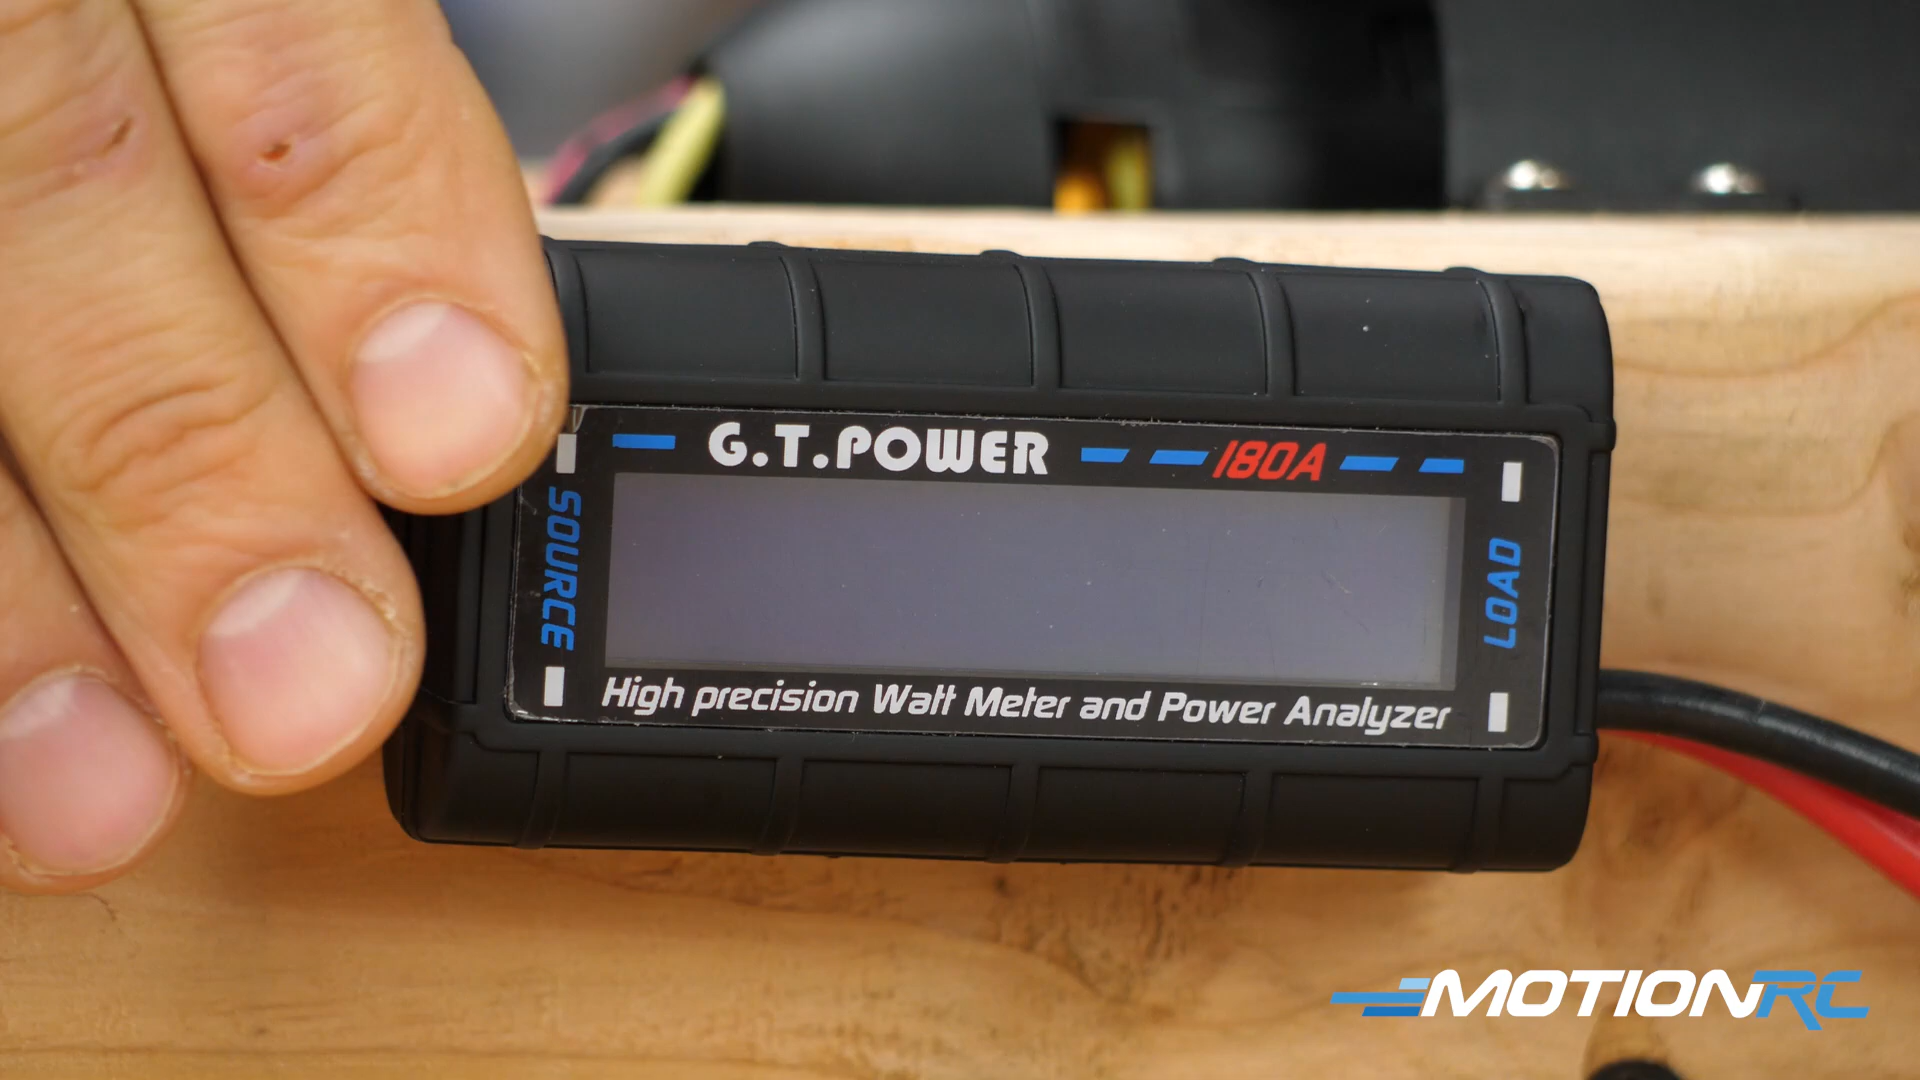 G.T.POWER 180A
SOURCE
LOAD
High precision Watt Meter and Power Analyzer
MOTIONRC